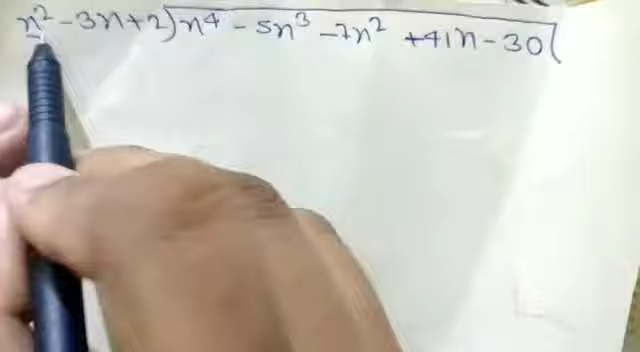 x² - 3x + 2) x⁴ - 5x³ - 7x² + 41x - 30 (